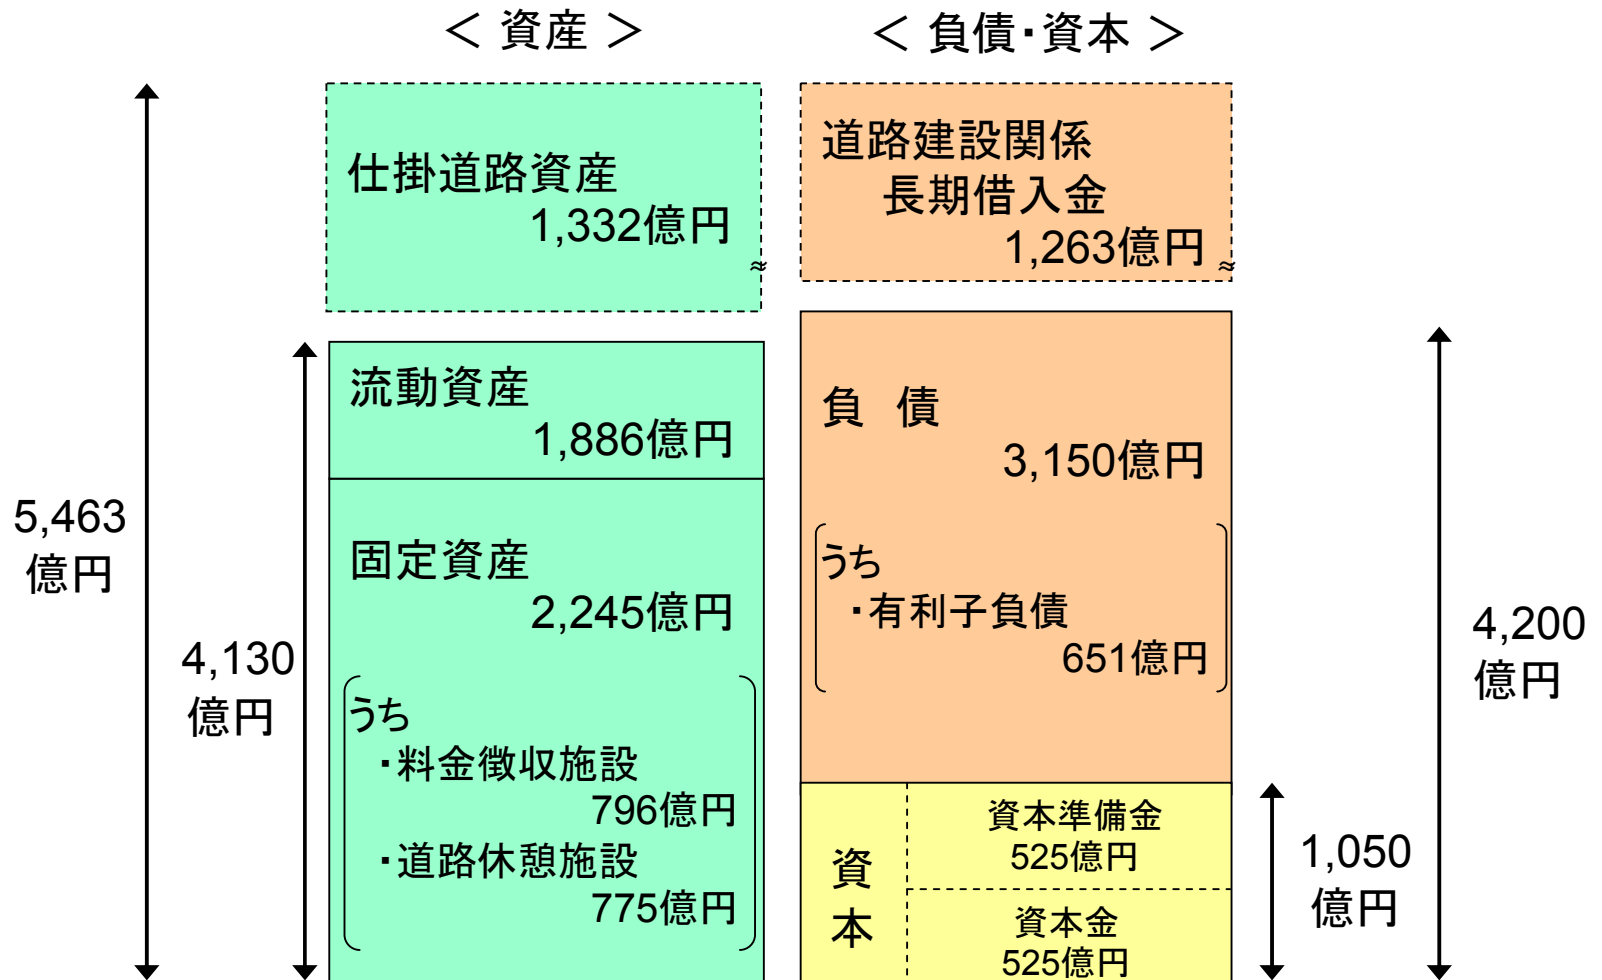 ＜ 資産 ＞
＜ 負債・資本 ＞
仕掛道路資産
1,332億円
≈
道路建設関係
長期借入金
1,263億円
≈
流動資産
1,886億円
固定資産
2,245億円
うち
・料金徴収施設
796億円
・道路休憩施設
775億円
負 債
3,150億円
うち
・有利子負債
651億円
資
本
資本準備金
525億円
資本金
525億円
5,463
億円
4,130
億円
1,050
億円
4,200
億円